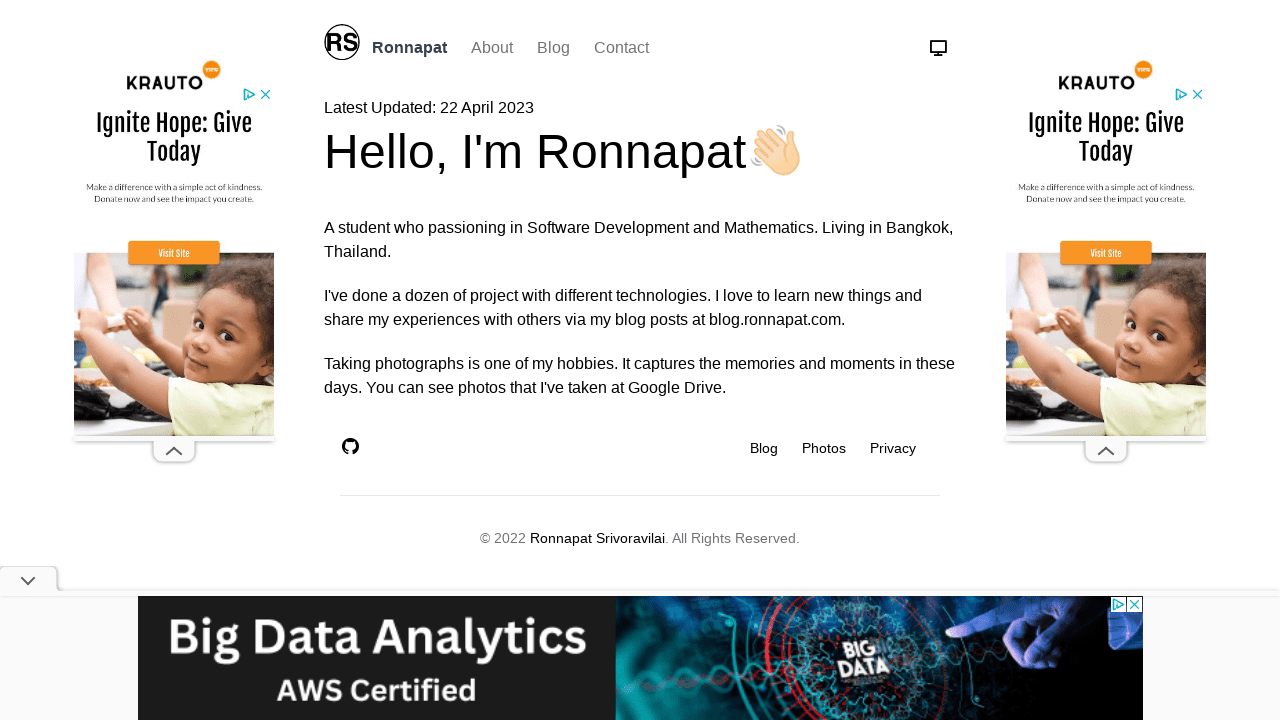 RS Ronnapat About Blog Contact
Latest Updated: 22 April 2023
Hello, I'm Ronnapat
A student who passioning in Software Development and Mathematics. Living in Bangkok,
Thailand.
I've done a dozen of project with different technologies. I love to learn new things and
share my experiences with others via my blog posts at blog.ronnapat.com.
Taking photographs is one of my hobbies. It captures the memories and moments in these
days. You can see photos that I've taken at Google Drive.
Blog Photos Privacy
© 2022 Ronnapat Srivoravilai. All Rights Reserved.
KRAUTO
Ignite Hope: Give
Today
Make a difference with a simple act of kindness.
Donate now and see the impact you create.
Visit Site
KRAUTO
Ignite Hope: Give
Today
Make a difference with a simple act of kindness.
Donate now and see the impact you create.
Visit Site
Big Data Analytics
AWS Certified
BIG
DATA